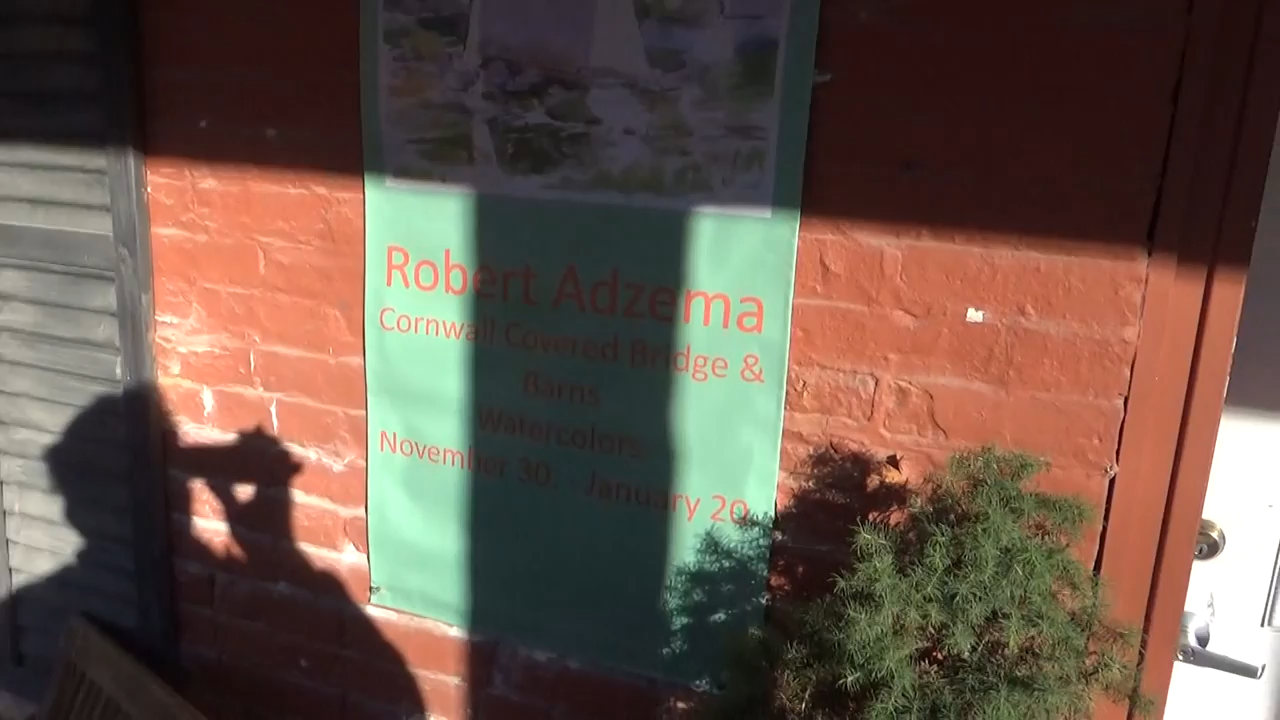 Robert Adzema
Cornwall Covered Bridge &
Barns
Watercolors
November 30. - January 20